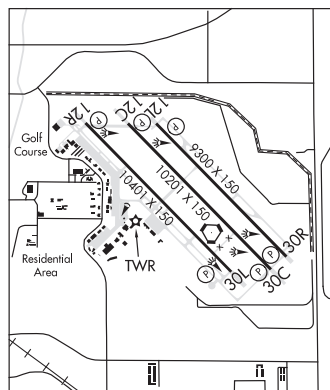 12R
12C
12L
P
P
P
Golf
Course
9300 X 150
10201 X 150
10401 X 150
x x
x
Residential
Area
TWR
30R
P
P
P
30L
30C